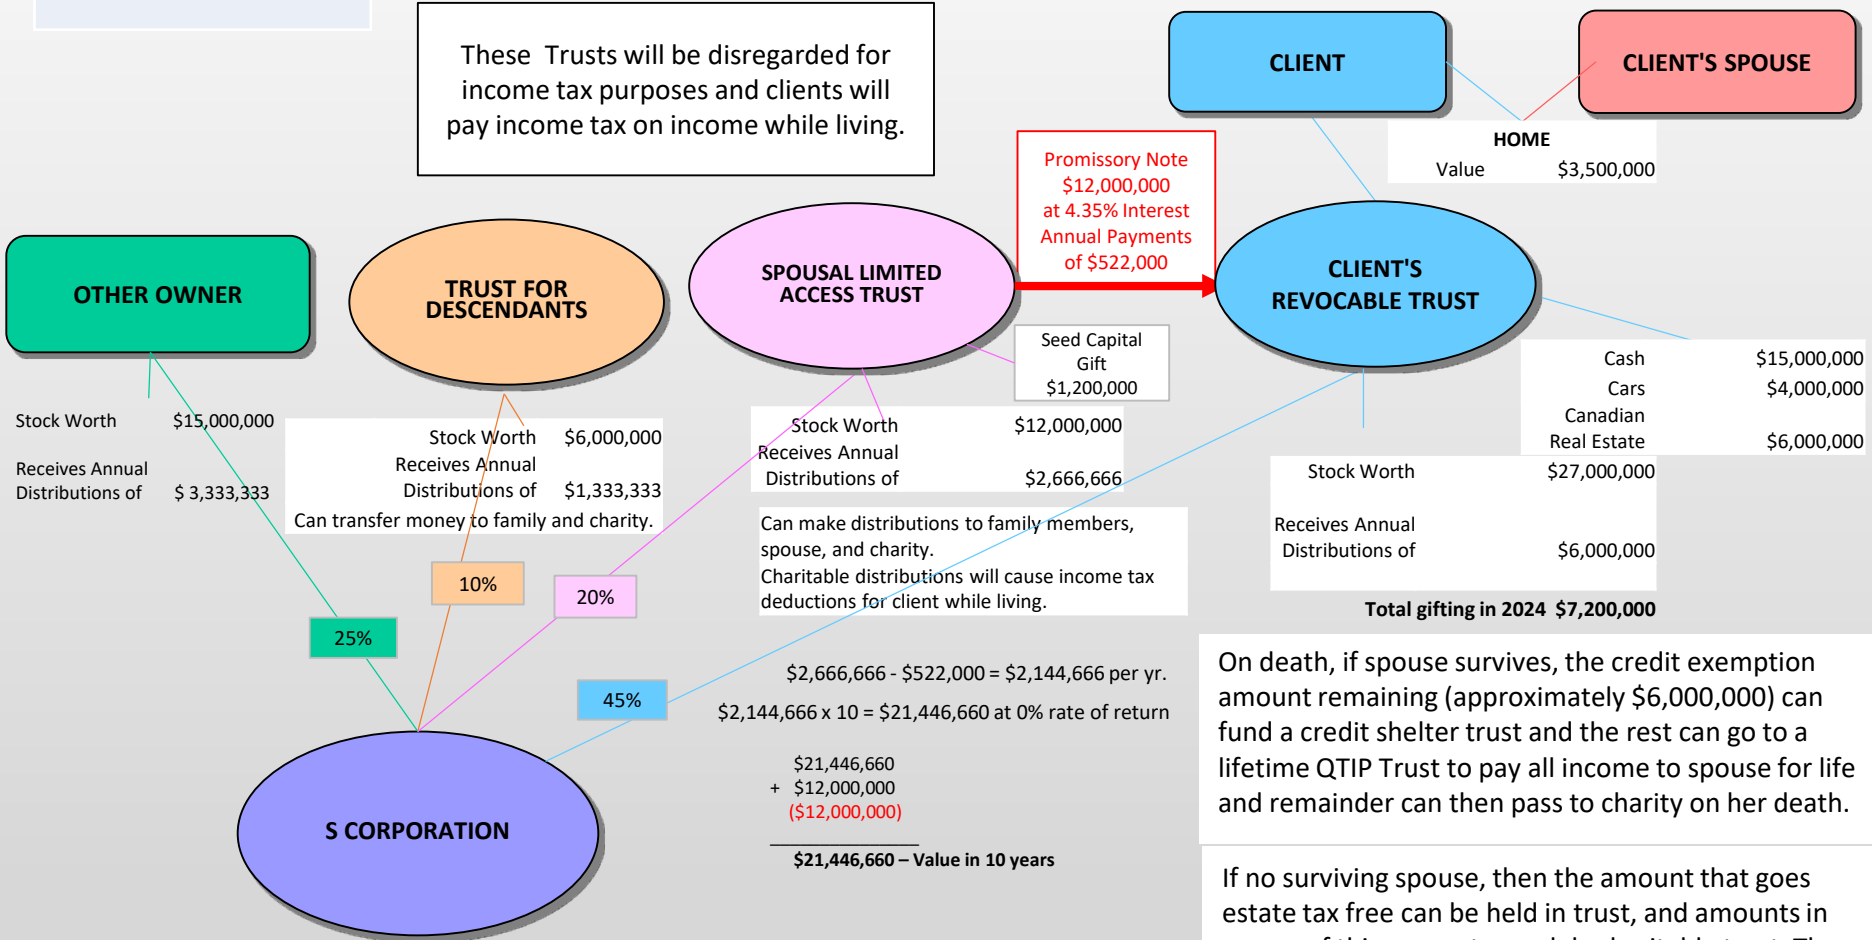 These Trusts will be disregarded for
income tax purposes and clients will
pay income tax on income while living.
CLIENT
CLIENT'S SPOUSE
HOME
Value $3,500,000
Promissory Note
$12,000,000
at 4.35% Interest
Annual Payments
of $522,000
OTHER OWNER
TRUST FOR
DESCENDANTS
SPOUSAL LIMITED
ACCESS TRUST
CLIENT'S
REVOCABLE TRUST
Seed Capital
Gift
$1,200,000
Cash $15,000,000
Cars $4,000,000
Canadian
Real Estate $6,000,000
Stock Worth $15,000,000
Receives Annual
Distributions of $ 3,333,333
Stock Worth $6,000,000
Receives Annual
Distributions of $1,333,333
Can transfer money to family and charity.
Stock Worth $12,000,000
Receives Annual
Distributions of $2,666,666
Can make distributions to family members,
spouse, and charity.
Charitable distributions will cause income tax
deductions for client while living.
Stock Worth $27,000,000
Receives Annual
Distributions of $6,000,000
Total gifting in 2024 $7,200,000
10%
20%
25%
45%
$2,666,666 - $522,000 = $2,144,666 per yr.
$2,144,666 x 10 = $21,446,660 at 0% rate of return
$21,446,660
+ $12,000,000
($12,000,000)
$21,446,660 – Value in 10 years
S CORPORATION
On death, if spouse survives, the credit exemption
amount remaining (approximately $6,000,000) can
fund a credit shelter trust and the rest can go to a
lifetime QTIP Trust to pay all income to spouse for life
and remainder can then pass to charity on her death.
If no surviving spouse, then the amount that goes
estate tax free can be held in trust, and amounts in